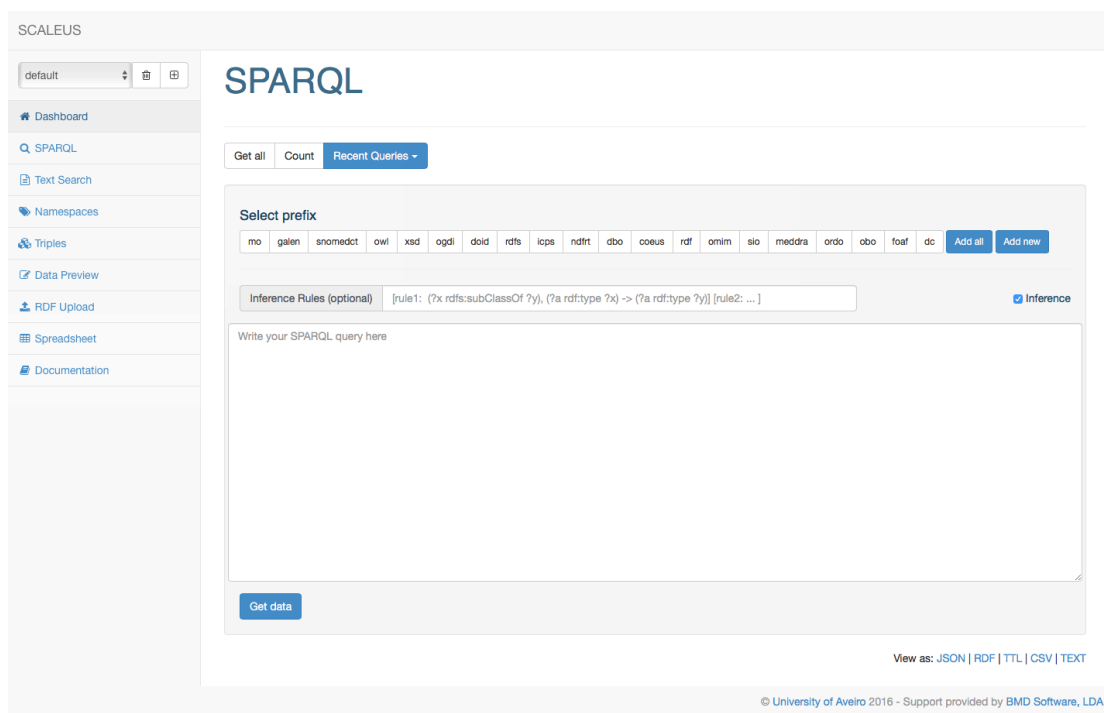 SCALEUS
default
Dashboard
SPARQL
Text Search
Namespaces
Triples
Data Preview
RDF Upload
Spreadsheet
Documentation
SPARQL
Get all Count Recent Queries
Select prefix
mo galen snomedct owl xsd ogdi doid rdfs icps ndfrt dbo coeus rdf omim sio meddra ordo obo foaf dc Add all Add new
Inference Rules (optional) [rule1: (?x rdfs:subClassOf ?y), (?a rdf:type ?x) -> (?a rdf:type ?y)] [rule2: ... ] Inference
Write your SPARQL query here
Get data
View as: JSON | RDF | TTL | CSV | TEXT
© University of Aveiro 2016 - Support provided by BMD Software, LDA